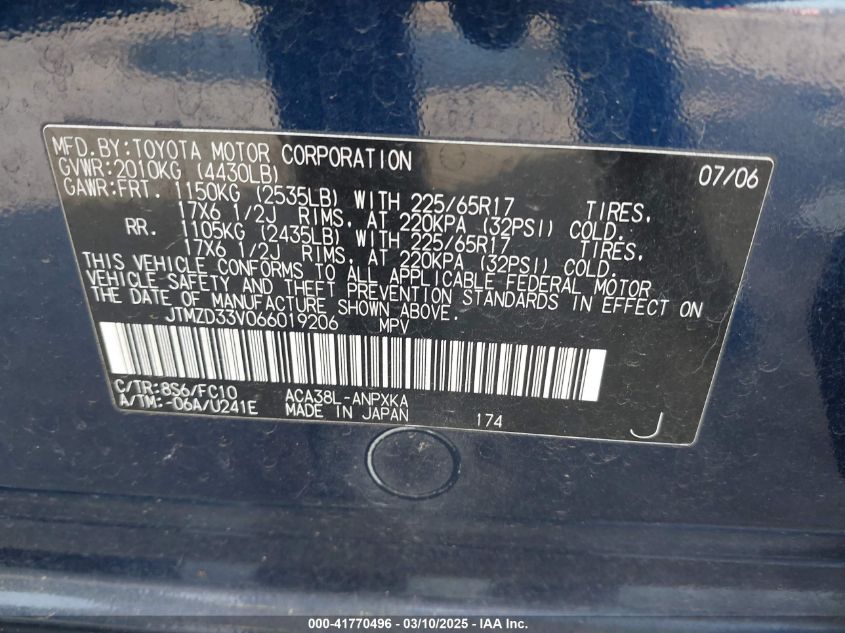 MFD.BY:TOYOTA MOTOR CORPORATION 07/06
GVWR:2010KG (4430LB)
GAWR:FRT. 1150KG (2535LB) WITH 225/65R17 TIRES,
17X6 1/2J RIMS, AT 220KPA (32PSI) COLD.
RR. 1105KG (2435LB) WITH 225/65R17 TIRES,
17X6 1/2J RIMS, AT 220KPA (32PSI) COLD.
THIS VEHICLE CONFORMS TO ALL APPLICABLE FEDERAL MOTOR
VEHICLE SAFETY AND THEFT PREVENTION STANDARDS IN EFFECT ON
THE DATE OF MANUFACTURE SHOWN ABOVE.
JTMZD33V066019206 MPV
C/TR:8S6/FC10 ACA38L-ANPXKA
A/TM:-06A/U241E MADE IN JAPAN 174 J
000-41770496 — 03/10/2025 — IAA Inc.